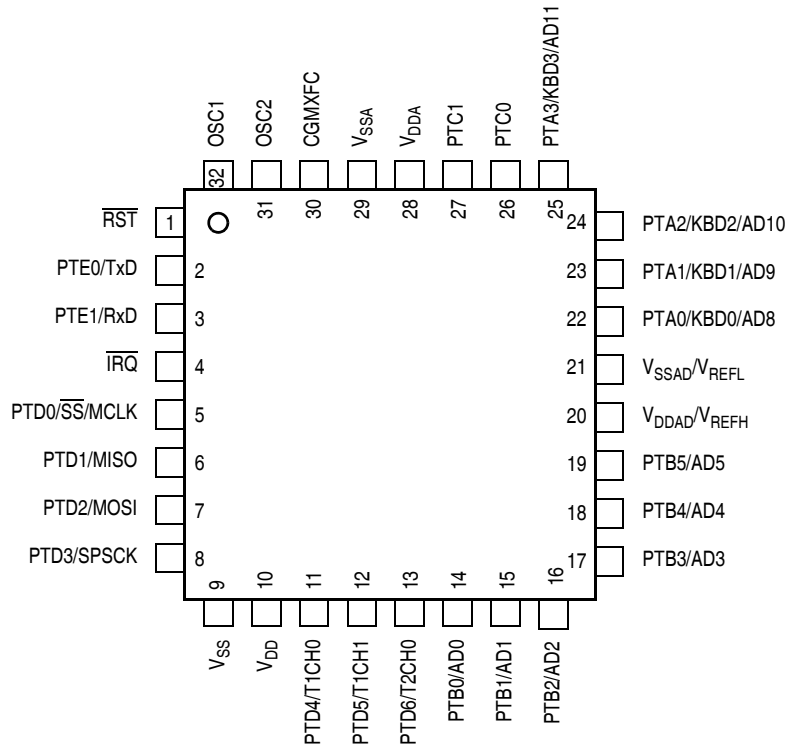 OSC1
OSC2
CGMXFC
VSSA
VDDA
PTC1
PTC0
PTA3/KBD3/AD11
32
31
30
29
28
27
26
25
RST
1
24
PTA2/KBD2/AD10
PTE0/TxD
2
23
PTA1/KBD1/AD9
PTE1/RxD
3
22
PTA0/KBD0/AD8
IRQ
4
21
VSSAD/VREFL
PTD0/SS/MCLK
5
20
VDDAD/VREFH
PTD1/MISO
6
19
PTB5/AD5
PTD2/MOSI
7
18
PTB4/AD4
PTD3/SPSCK
8
17
PTB3/AD3
9
10
11
12
13
14
15
16
VSS
VDD
PTD4/T1CH0
PTD5/T1CH1
PTD6/T2CH0
PTB0/AD0
PTB1/AD1
PTB2/AD2